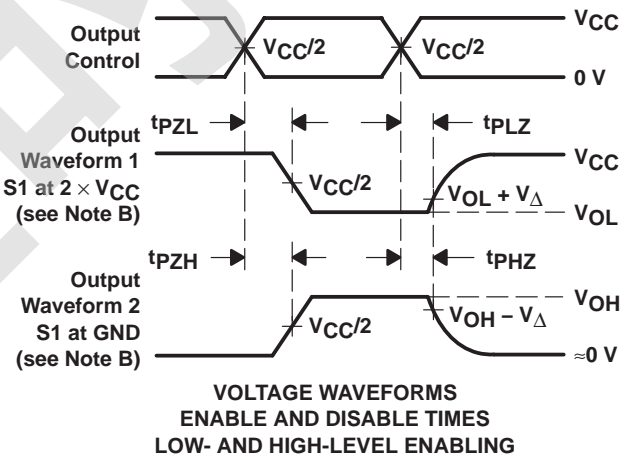 Output
Control
VCC/2
VCC/2
VCC
0 V
tPZL
tPLZ
Output
Waveform 1
S1 at 2 × VCC
(see Note B)
VCC/2
VCC
VOL + VΔ
VOL
tPZH
tPHZ
Output
Waveform 2
S1 at GND
(see Note B)
VCC/2
VOH
VOH − VΔ
≈0 V
VOLTAGE WAVEFORMS
ENABLE AND DISABLE TIMES
LOW- AND HIGH-LEVEL ENABLING